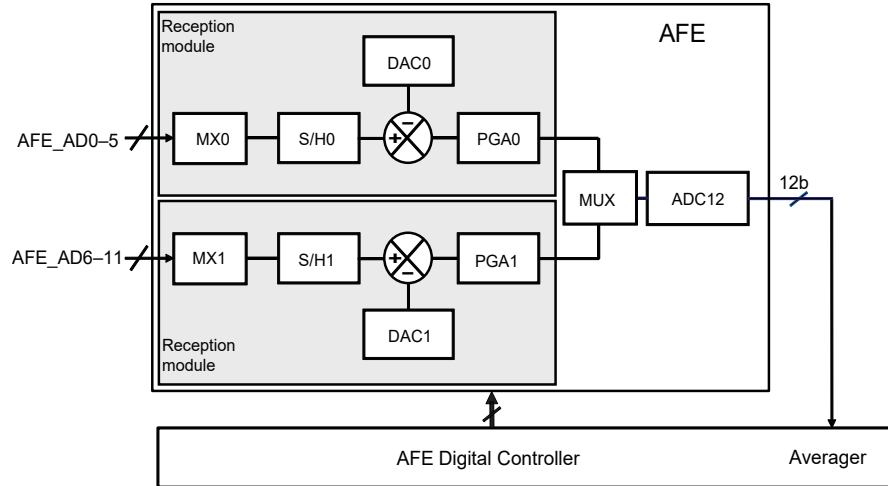 Reception
module
AFE
DAC0
AFE_AD0–5
MX0
S/H0
+
−
PGA0
MUX
ADC12
12b
AFE_AD6–11
MX1
S/H1
+
−
PGA1
DAC1
Reception
module
AFE Digital Controller
Averager